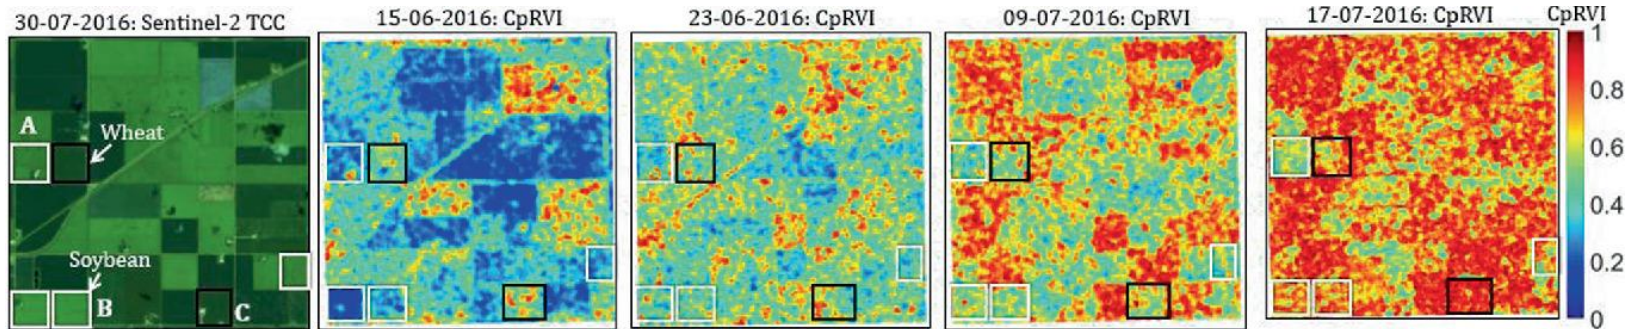 30-07-2016: Sentinel-2 TCC
15-06-2016: CpRVI
23-06-2016: CpRVI
09-07-2016: CpRVI
17-07-2016: CpRVI
CpRVI
A
Wheat
Soybean
B
C
1
0.8
0.6
0.4
0.2
0